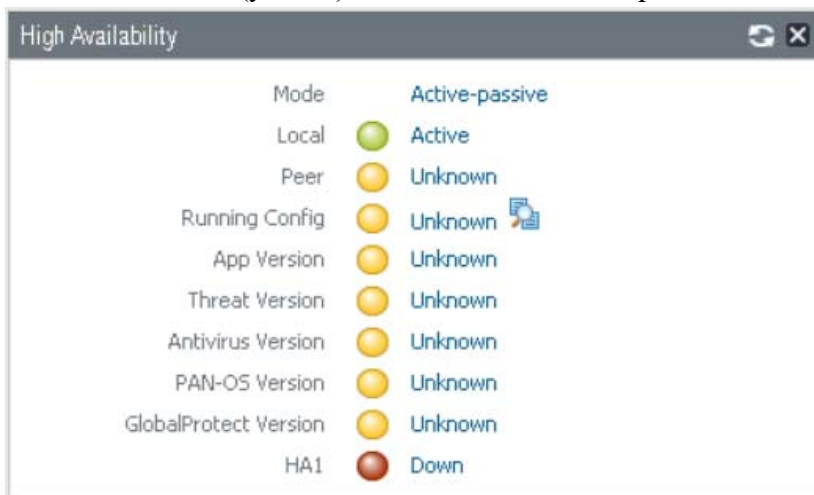 High Availability
Mode Active-passive
Local Active
Peer Unknown
Running Config Unknown
App Version Unknown
Threat Version Unknown
Antivirus Version Unknown
PAN-OS Version Unknown
GlobalProtect Version Unknown
HA1 Down